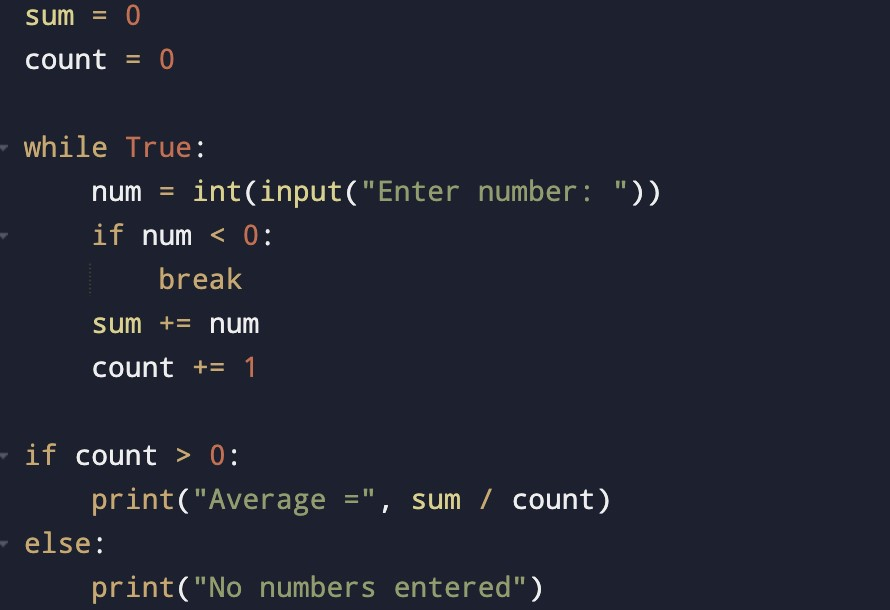 sum = 0
count = 0
while True:
    num = int(input("Enter number: "))
    if num < 0:
        break
    sum += num
    count += 1
if count > 0:
    print("Average =", sum / count)
else:
    print("No numbers entered")